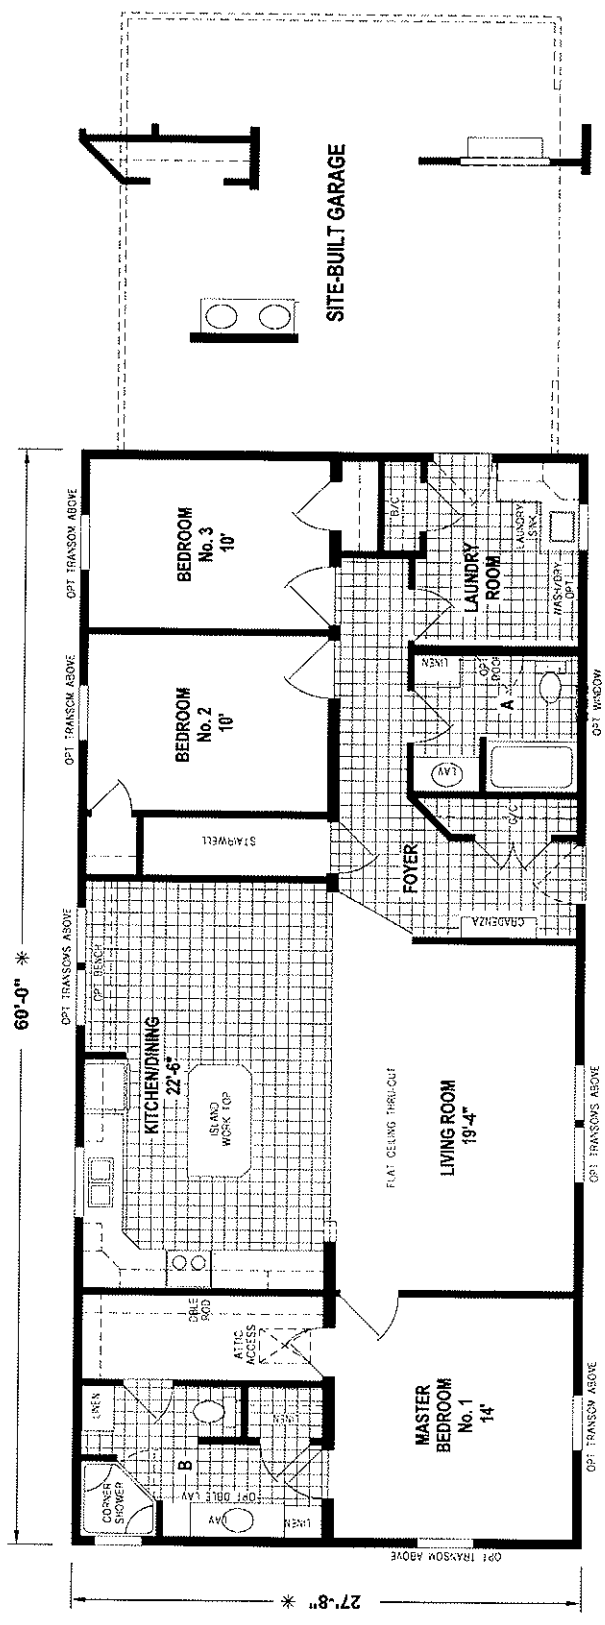 60'-0" *
27'-8" *
OPT TRANSOMS ABOVE
OPT TRANSOM ABOVE
OPT TRANSOM ABOVE
LINEN
CORNER
SHOWER
B
OPT DBLE LAV
LAV
LINEN
LINEN
DBLE
ROD
ATTIC
ACCESS
KITCHEN/DINING
22'-6"
ISLAND
WORK TOP
OPT BENCH
STAIRWELL
BEDROOM
No. 2
10'
BEDROOM
No. 3
10'
SITE-BUILT GARAGE
MASTER
BEDROOM
No. 1
14'
FLAT CEILING THRU-OUT
LIVING ROOM
19'-4"
FOYER
CRADENZA
G/C
LAV
LINEN
OPT
A
LAUNDRY
ROOM
B/C
LAUNDRY
SINK
WASH/DRY
OPT
OPT TRANSOM ABOVE
OPT TRANSOM ABOVE
OPT TRANSOMS ABOVE
OPT WINDOW